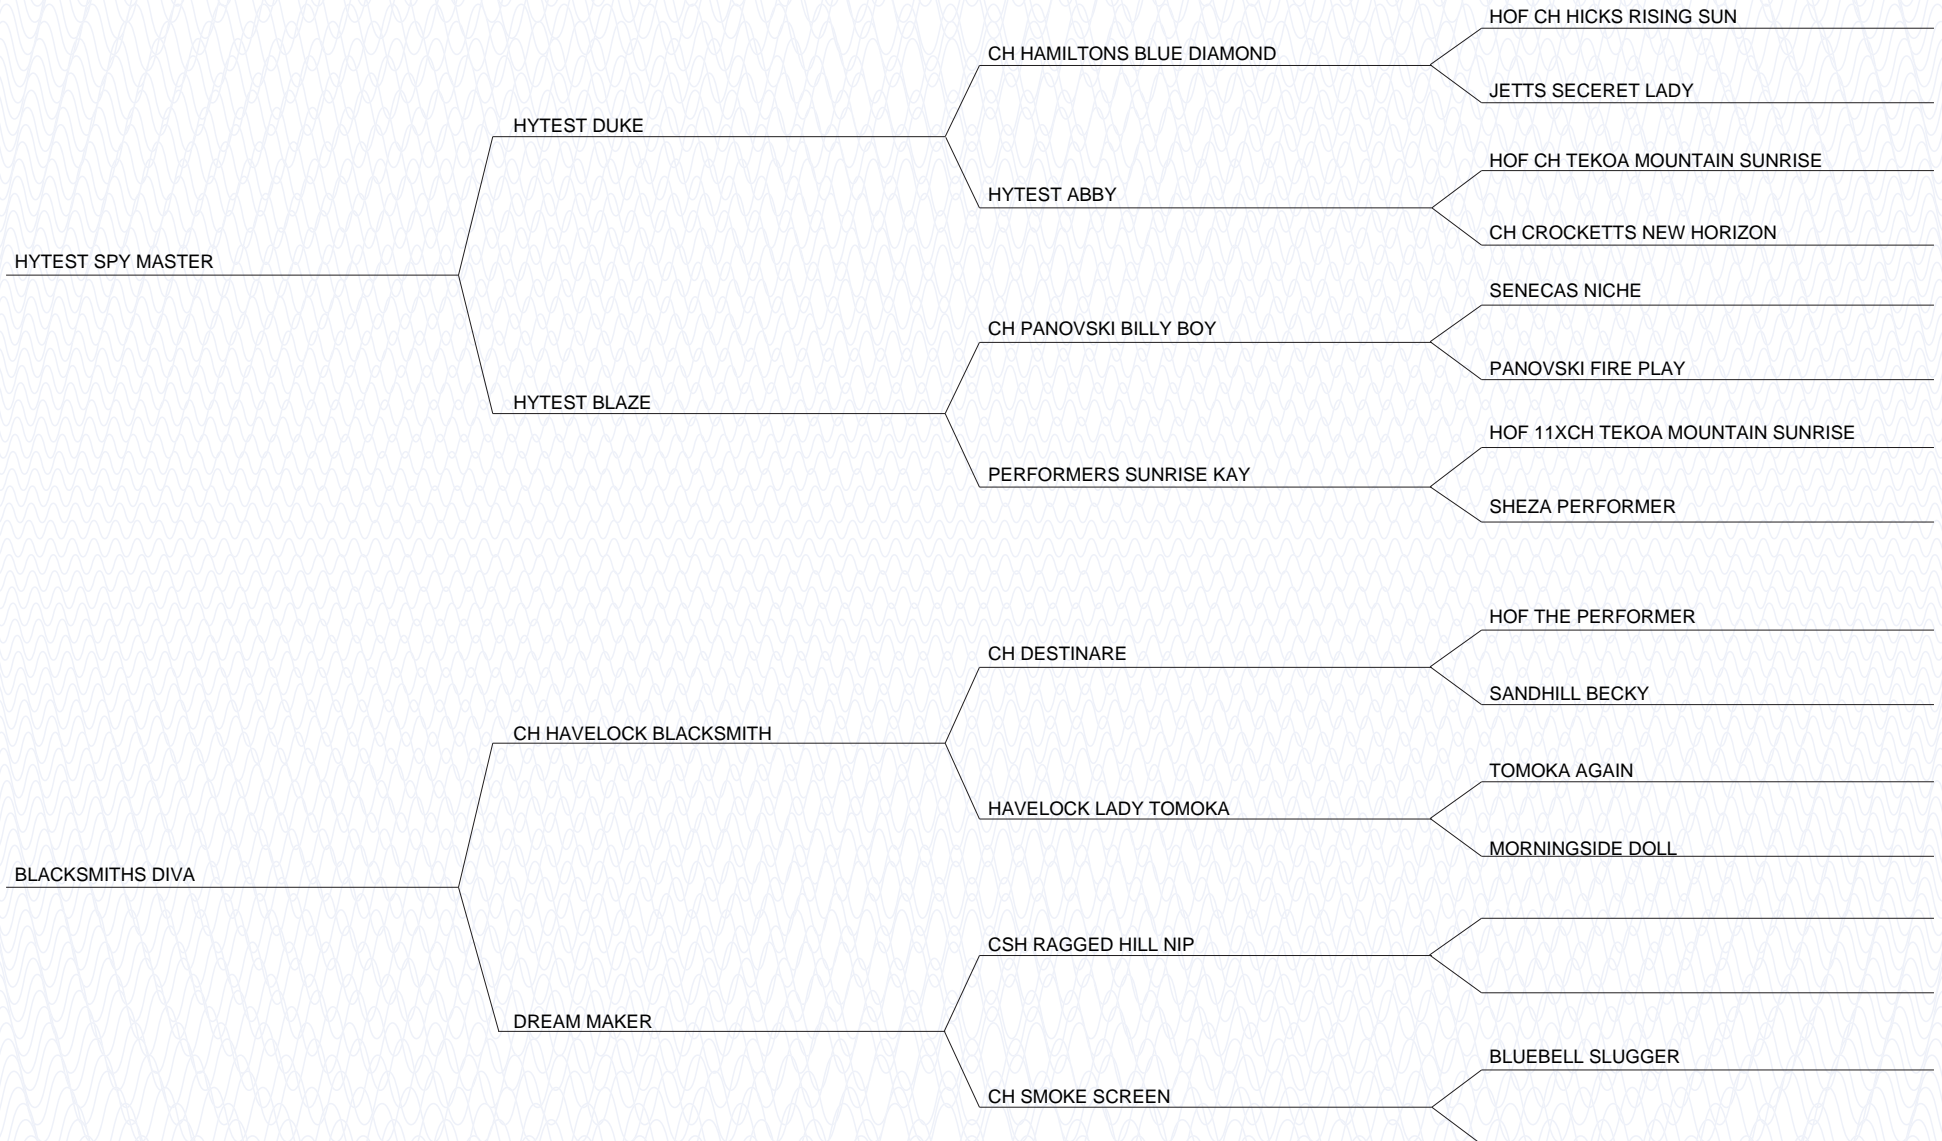 HOF CH HICKS RISING SUN
CH HAMILTONS BLUE DIAMOND
JETTS SECERET LADY
HYTEST DUKE
HOF CH TEKOA MOUNTAIN SUNRISE
HYTEST ABBY
CH CROCKETTS NEW HORIZON
HYTEST SPY MASTER
SENECAS NICHE
CH PANOVSKI BILLY BOY
PANOVSKI FIRE PLAY
HYTEST BLAZE
HOF 11XCH TEKOA MOUNTAIN SUNRISE
PERFORMERS SUNRISE KAY
SHEZA PERFORMER
HOF THE PERFORMER
CH DESTINARE
SANDHILL BECKY
CH HAVELOCK BLACKSMITH
TOMOKA AGAIN
HAVELOCK LADY TOMOKA
MORNINGSIDE DOLL
BLACKSMITHS DIVA
CSH RAGGED HILL NIP
DREAM MAKER
BLUEBELL SLUGGER
CH SMOKE SCREEN